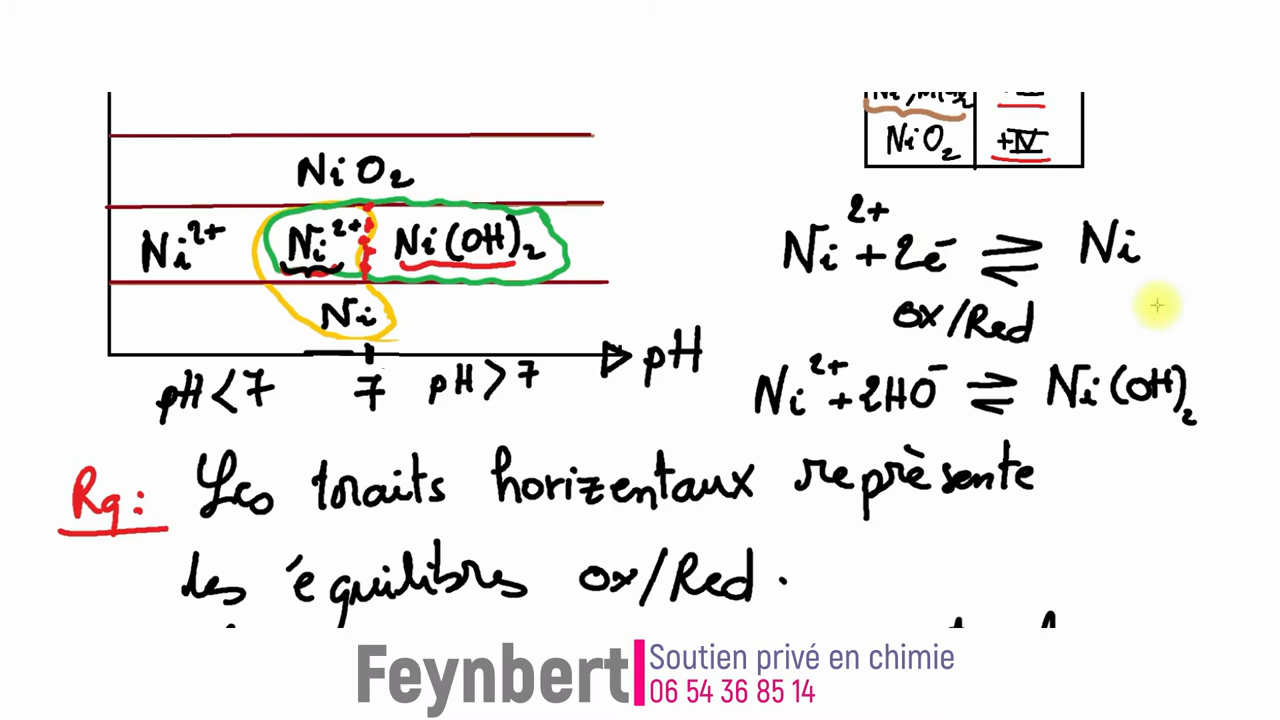 NiO₂ +IV
NiO₂
Ni²⁺ Ni²⁺ Ni(OH)₂
Ni
pH<7 7 pH>7 pH
Ni²⁺+2e⁻ ⇌ Ni
ox/Red
Ni²⁺+2HO⁻ ⇌ Ni(OH)₂
Rq: Les traits horizentaux représente
les équilibres ox/Red.
Feynbert
Soutien privé en chimie
06 54 36 85 14